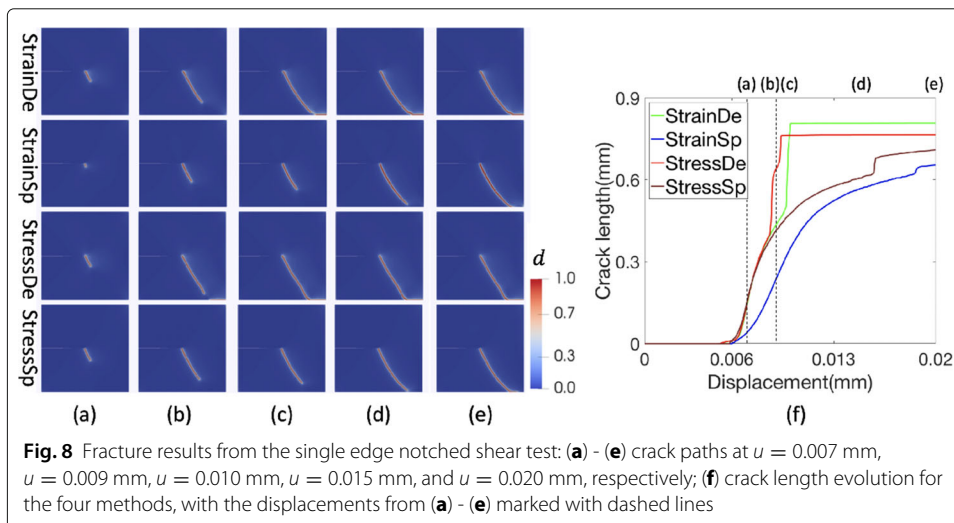 StrainDe
StrainSp
StressDe
StressSp
d
1.0
0.7
0.5
0.3
0.0
(a) (b) (c) (d) (e)
(a) (b) (c) (d) (e)
0.9
0.6
0.3
0
Crack length(mm)
StrainDe
StrainSp
StressDe
StressSp
0 0.006 0.013 0.02
Displacement(mm)
(f)
Fig. 8 Fracture results from the single edge notched shear test: (a) - (e) crack paths at u = 0.007 mm,
u = 0.009 mm, u = 0.010 mm, u = 0.015 mm, and u = 0.020 mm, respectively; (f) crack length evolution for
the four methods, with the displacements from (a) - (e) marked with dashed lines